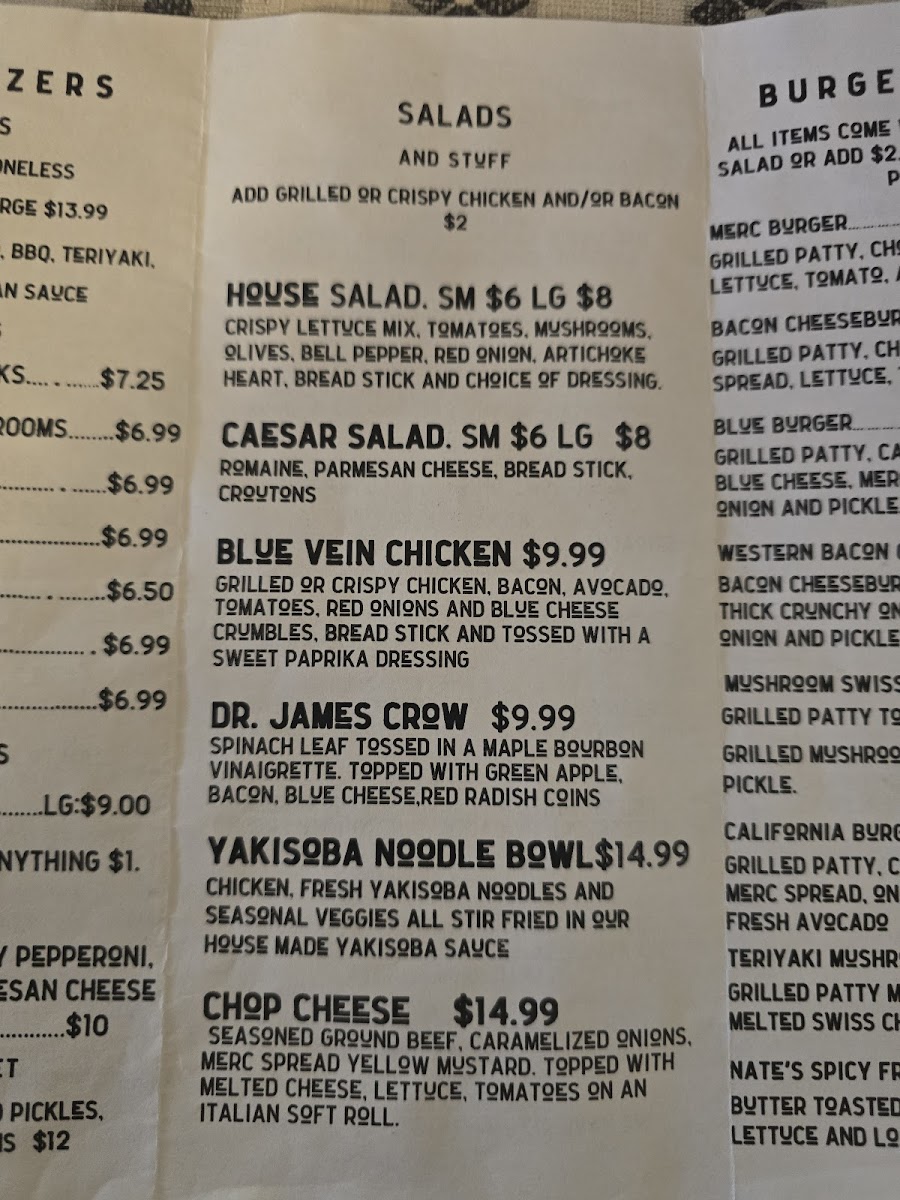 ZERS
S
ONELESS
RGE $13.99
, BBQ, TERIYAKI,
AN SAUCE
S
KS.... . ......$7.25
ROOMS........$6.99
............. . ......$6.99
......................$6.99
............ . ........$6.50
.................. . $6.99
.....................$6.99
S
........LG:$9.00
NYTHING $1.
Y PEPPERONI,
ESAN CHEESE
............$10
ET
D PICKLES,
NS $12
SALADS
AND STUFF
ADD GRILLED OR CRISPY CHICKEN AND/OR BACON
$2
HOUSE SALAD. SM $6 LG $8
CRISPY LETTUCE MIX, TOMATOES, MUSHROOMS,
OLIVES, BELL PEPPER, RED ONION, ARTICHOKE
HEART, BREAD STICK AND CHOICE OF DRESSING.
CAESAR SALAD. SM $6 LG $8
ROMAINE, PARMESAN CHEESE, BREAD STICK,
CROUTONS
BLUE VEIN CHICKEN $9.99
GRILLED OR CRISPY CHICKEN, BACON, AVOCADO,
TOMATOES, RED ONIONS AND BLUE CHEESE
CRUMBLES, BREAD STICK AND TOSSED WITH A
SWEET PAPRIKA DRESSING
DR. JAMES CROW $9.99
SPINACH LEAF TOSSED IN A MAPLE BOURBON
VINAIGRETTE. TOPPED WITH GREEN APPLE,
BACON, BLUE CHEESE,RED RADISH COINS
YAKISOBA NOODLE BOWL$14.99
CHICKEN, FRESH YAKISOBA NOODLES AND
SEASONAL VEGGIES ALL STIR FRIED IN OUR
HOUSE MADE YAKISOBA SAUCE
CHOP CHEESE $14.99
SEASONED GROUND BEEF, CARAMELIZED ONIONS,
MERC SPREAD YELLOW MUSTARD. TOPPED WITH
MELTED CHEESE, LETTUCE, TOMATOES ON AN
ITALIAN SOFT ROLL.
BURGE
ALL ITEMS COME
SALAD OR ADD $2.
P
MERC BURGER............
GRILLED PATTY, CHO
LETTUCE, TOMATO, A
BACON CHEESEBUR
GRILLED PATTY, CH
SPREAD, LETTUCE,
BLUE BURGER..........
GRILLED PATTY, CA
BLUE CHEESE, MER
ONION AND PICKLE
WESTERN BACON
BACON CHEESEBUR
THICK CRUNCHY ON
ONION AND PICKLE
MUSHROOM SWISS
GRILLED PATTY TO
GRILLED MUSHROO
PICKLE.
CALIFORNIA BURG
GRILLED PATTY, C
MERC SPREAD, ON
FRESH AVOCADO
TERIYAKI MUSHRO
GRILLED PATTY M
MELTED SWISS CH
NATE'S SPICY FR
BUTTER TOASTED
LETTUCE AND LO